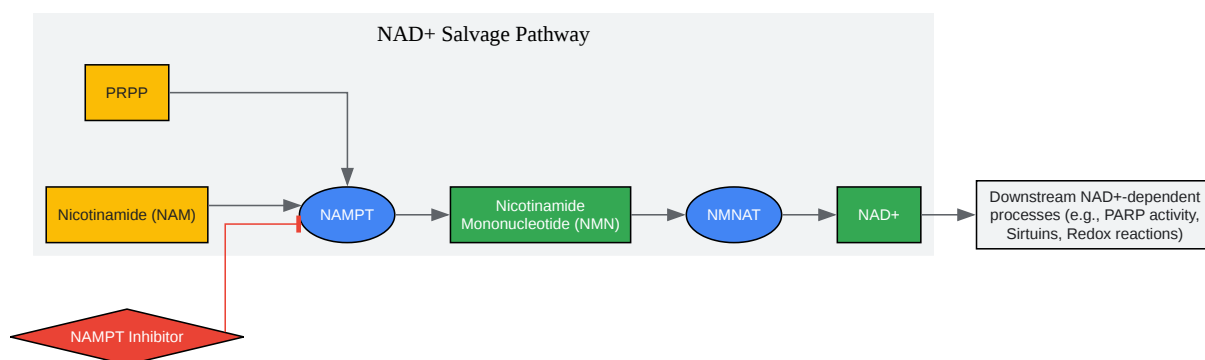 NAD+ Salvage Pathway
PRPP
Nicotinamide (NAM)
NAMPT
Nicotinamide
Mononucleotide (NMN)
NMNAT
NAD+
Downstream NAD+-dependent
processes (e.g., PARP activity,
Sirtuins, Redox reactions)
NAMPT Inhibitor